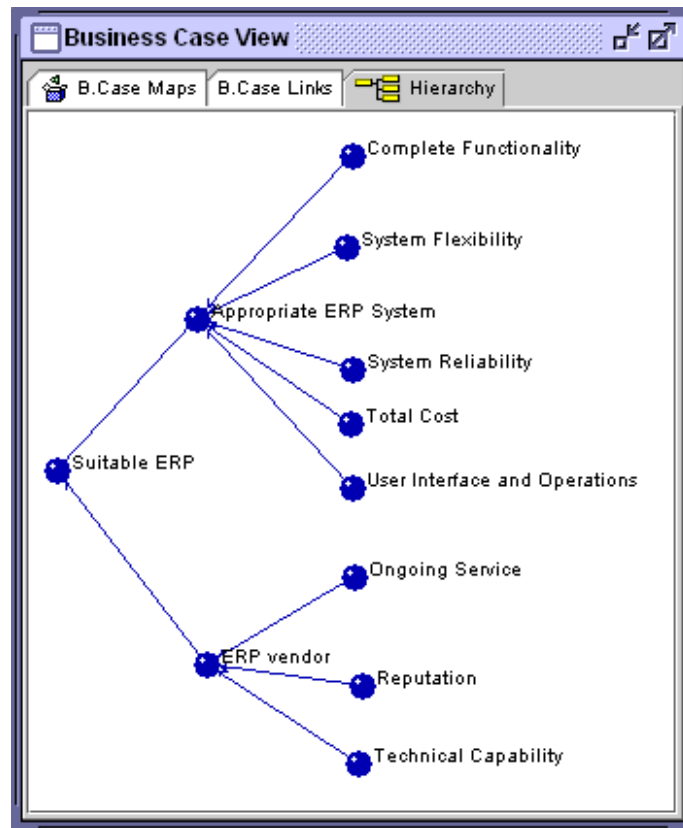 Business Case View
B.Case Maps
B.Case Links
Hierarchy
Complete Functionality
System Flexibility
Appropriate ERP System
System Reliability
Total Cost
Suitable ERP
User Interface and Operations
Ongoing Service
ERP vendor
Reputation
Technical Capability